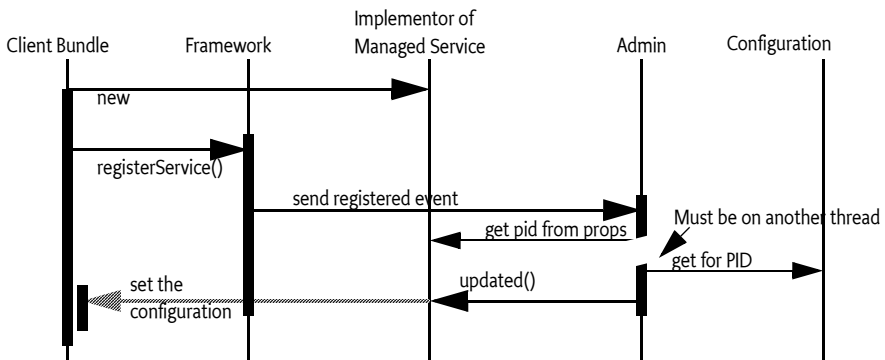 Implementor of
Client Bundle
Framework
Managed Service
Admin
Configuration
new
registerService()
send registered event
Must be on another thread
get pid from props
get for PID
updated()
set the
configuration